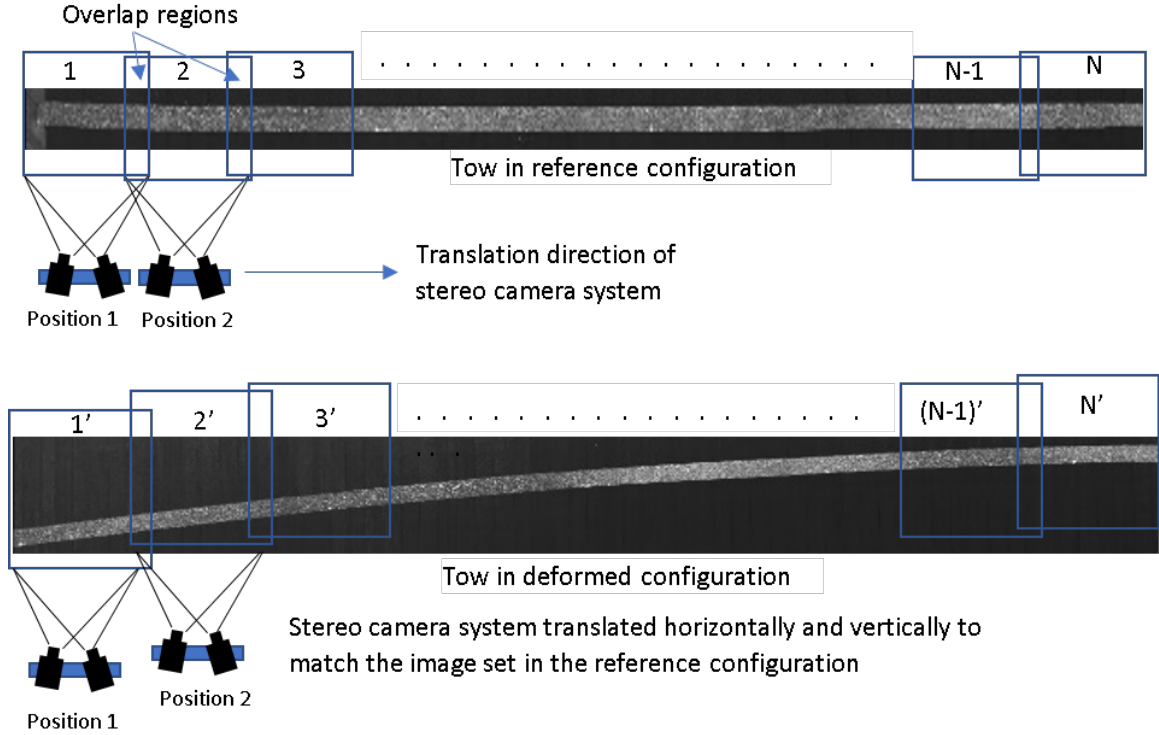 Overlap regions
1 2 3 . . . . . . . . . . . . . . . . . . . . . N-1 N
Tow in reference configuration
Translation direction of
stereo camera system
Position 1 Position 2
1’ 2’ 3’ . . . . . . . . . . . . . . . . . (N-1)’ N’
. . .
Tow in deformed configuration
Stereo camera system translated horizontally and vertically to
match the image set in the reference configuration
Position 2
Position 1